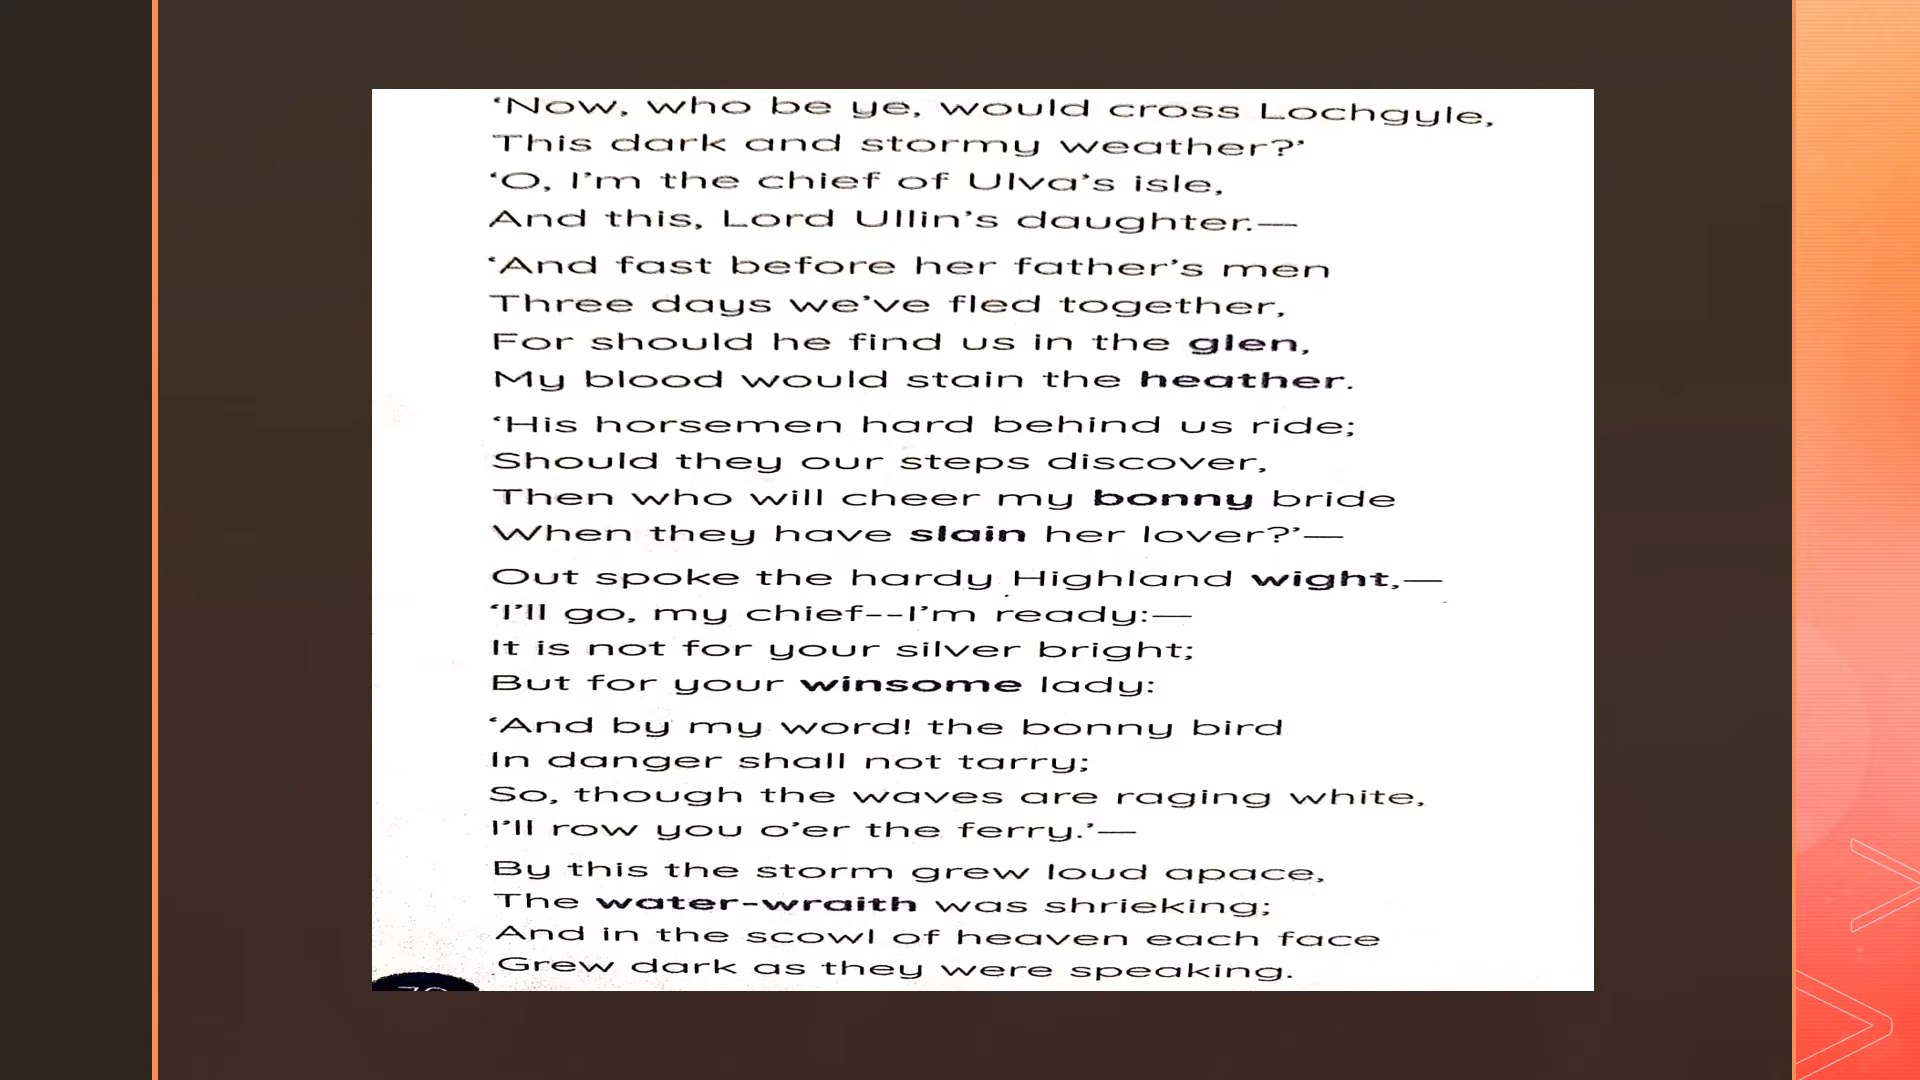 ‘Now, who be ye, would cross Lochgyle,
This dark and stormy weather?’
‘O, I’m the chief of Ulva’s isle,
And this, Lord Ullin’s daughter.—
‘And fast before her father’s men
Three days we’ve fled together,
For should he find us in the glen,
My blood would stain the heather.
‘His horsemen hard behind us ride;
Should they our steps discover,
Then who will cheer my bonny bride
When they have slain her lover?’—
Out spoke the hardy Highland wight,—
‘I’ll go, my chief--I’m ready:—
It is not for your silver bright;
But for your winsome lady:
‘And by my word! the bonny bird
In danger shall not tarry;
So, though the waves are raging white,
I’ll row you o’er the ferry.’—
By this the storm grew loud apace,
The water-wraith was shrieking;
And in the scowl of heaven each face
Grew dark as they were speaking.